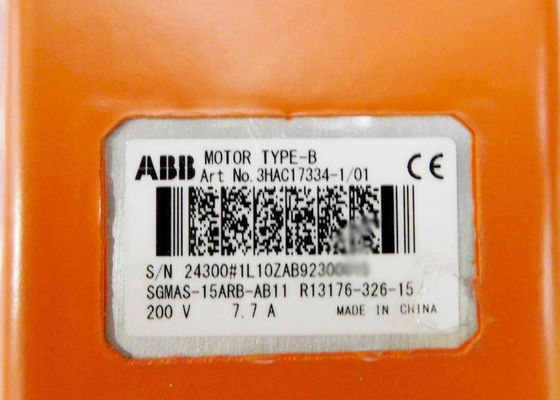 ABB MOTOR TYPE-B
Art No. 3HAC17334-1/01
CE
S/N 24300#1L10ZAB92300
SGMAS-15ARB-AB11 R13176-326-15
200 V 7.7 A MADE IN CHINA